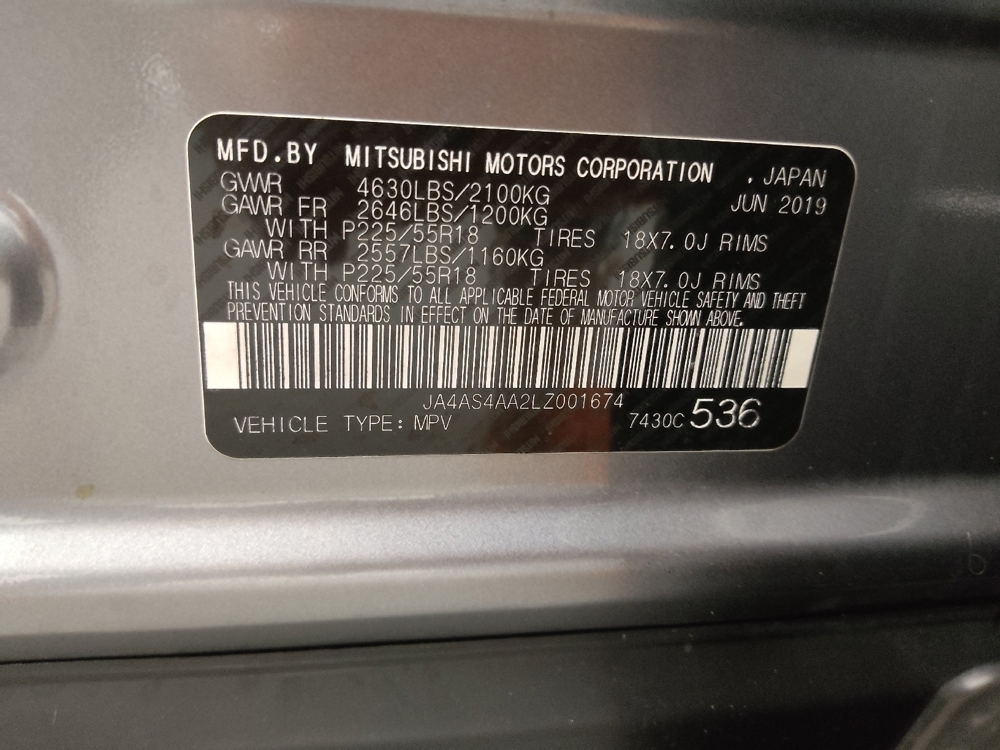 MFD.BY MITSUBISHI MOTORS CORPORATION , JAPAN
GVWR 4630LBS/2100KG JUN 2019
GAWR FR 2646LBS/1200KG
WITH P225/55R18 TIRES 18X7.0J RIMS
GAWR RR 2557LBS/1160KG
WITH P225/55R18 TIRES 18X7.0J RIMS
THIS VEHICLE CONFORMS TO ALL APPLICABLE FEDERAL MOTOR VEHICLE SAFETY AND THEFT
PREVENTION STANDARDS IN EFFECT ON THE DATE OF MANUFACTURE SHOWN ABOVE.
JA4AS4AA2LZ001674
VEHICLE TYPE: MPV 7430C 536